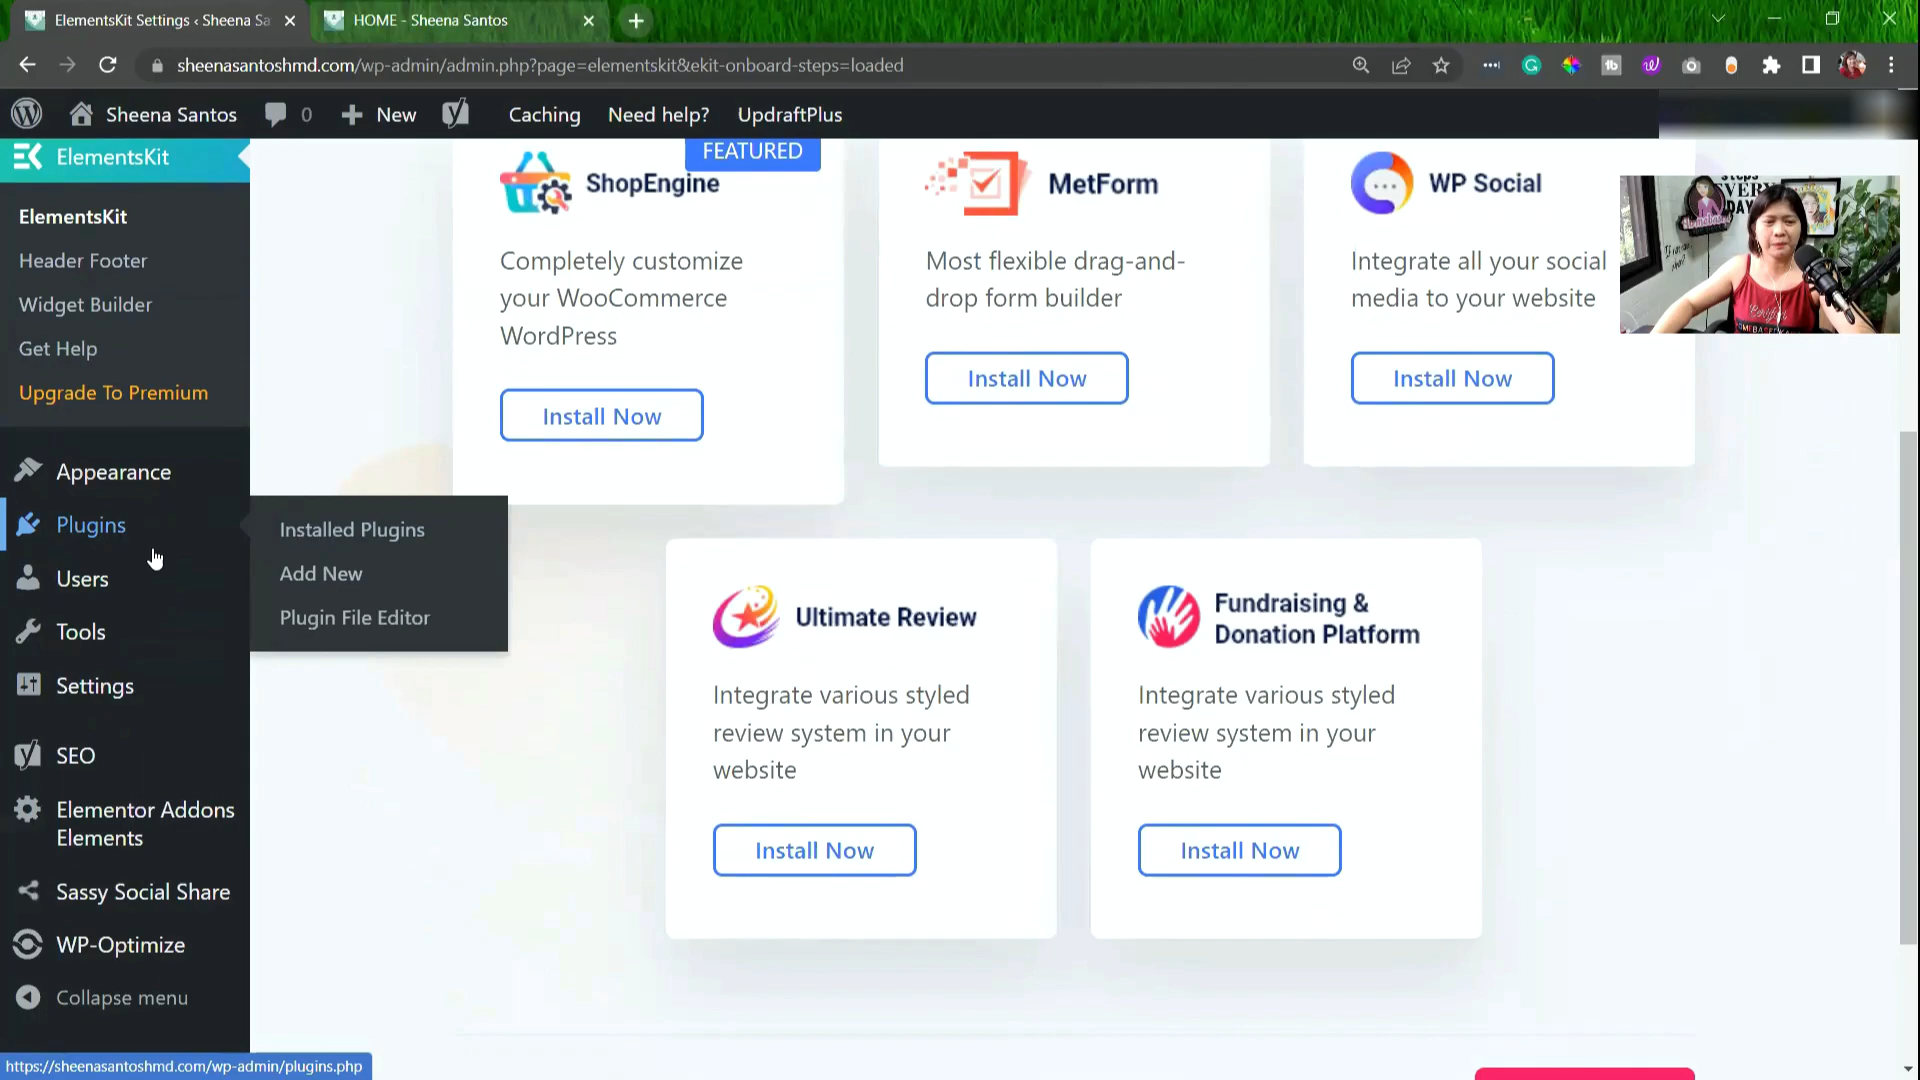 ElementsKit Settings ‹ Sheena Sa
HOME - Sheena Santos
sheenasantoshmd.com/wp-admin/admin.php?page=elementskit&ekit-onboard-steps=loaded
Sheena Santos
0
New
Caching
Need help?
UpdraftPlus
ElementsKit
ElementsKit
Header Footer
Widget Builder
Get Help
Upgrade To Premium
Appearance
Plugins
Users
Tools
Settings
SEO
Elementor Addons
Elements
Sassy Social Share
WP-Optimize
Collapse menu
Installed Plugins
Add New
Plugin File Editor
FEATURED
ShopEngine
Completely customize
your WooCommerce
WordPress
Install Now
MetForm
Most flexible drag-and-
drop form builder
Install Now
WP Social
Integrate all your social
media to your website
Install Now
EVERY
DAY
Ultimate Review
Integrate various styled
review system in your
website
Install Now
Fundraising &
Donation Platform
Integrate various styled
review system in your
website
Install Now
https://sheenasantoshmd.com/wp-admin/plugins.php